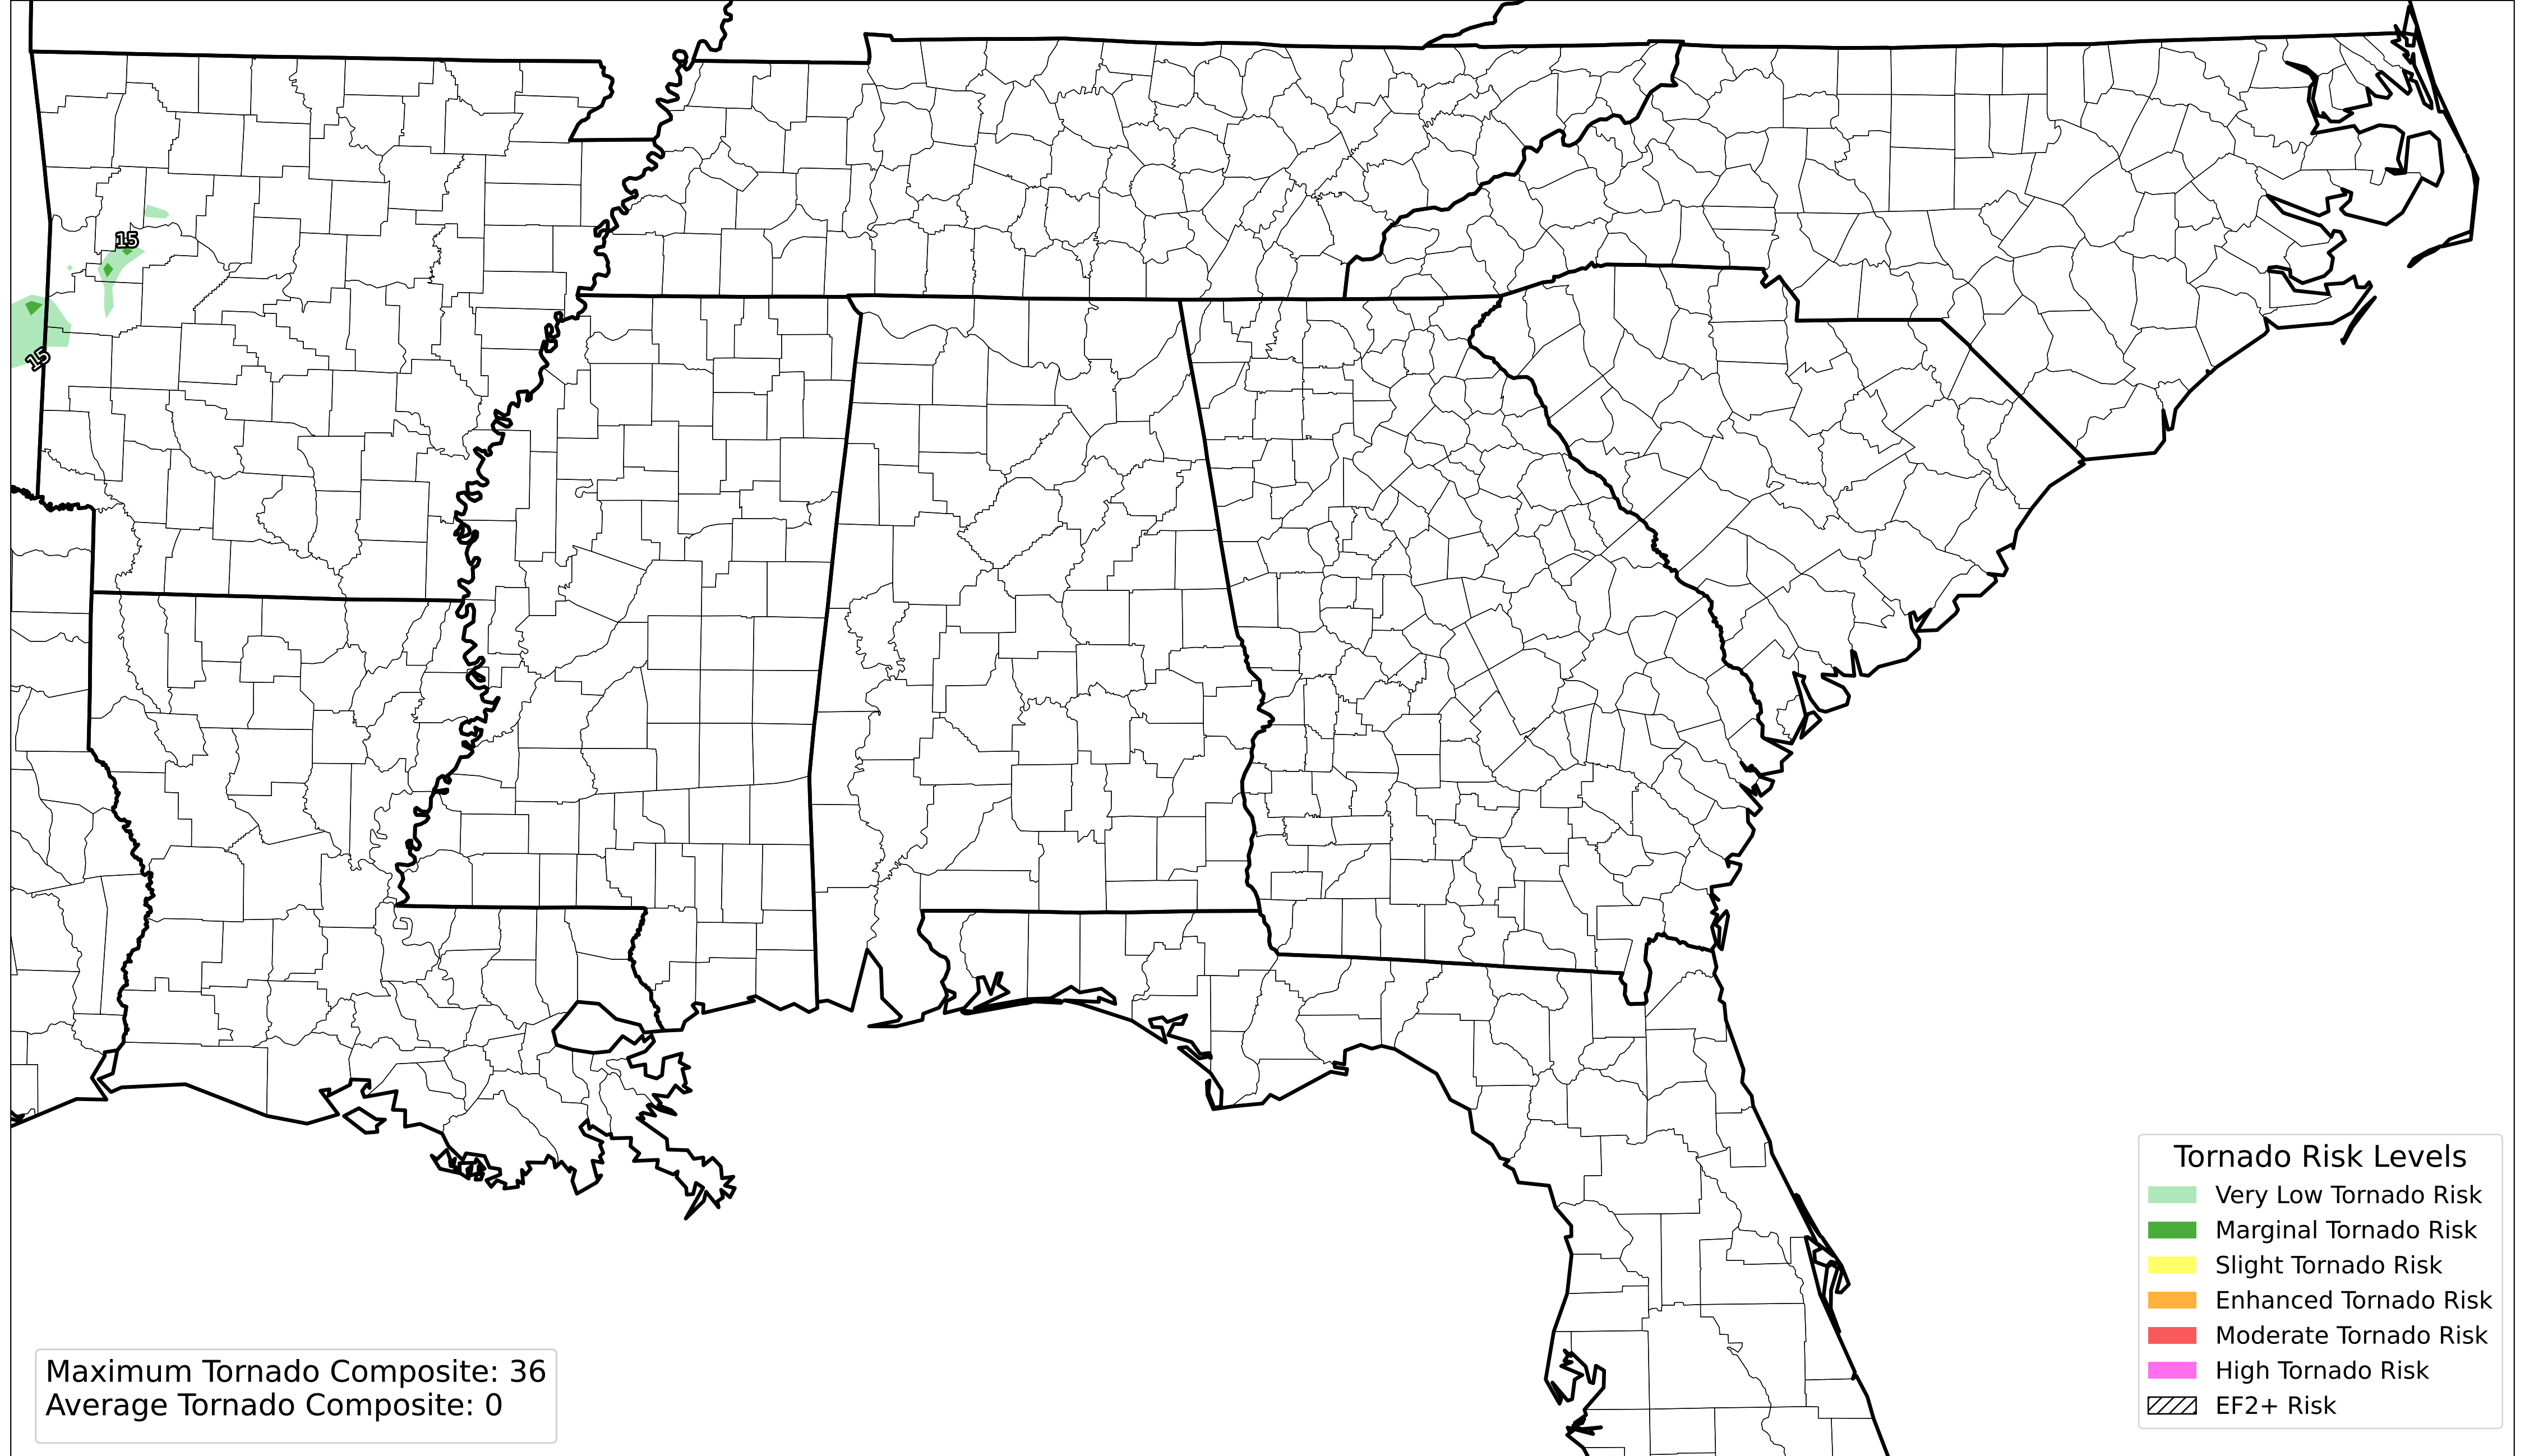 15
15
Tornado Risk Levels
Very Low Tornado Risk
Marginal Tornado Risk
Slight Tornado Risk
Enhanced Tornado Risk
Moderate Tornado Risk
High Tornado Risk
EF2+ Risk
Maximum Tornado Composite: 36
Average Tornado Composite: 0